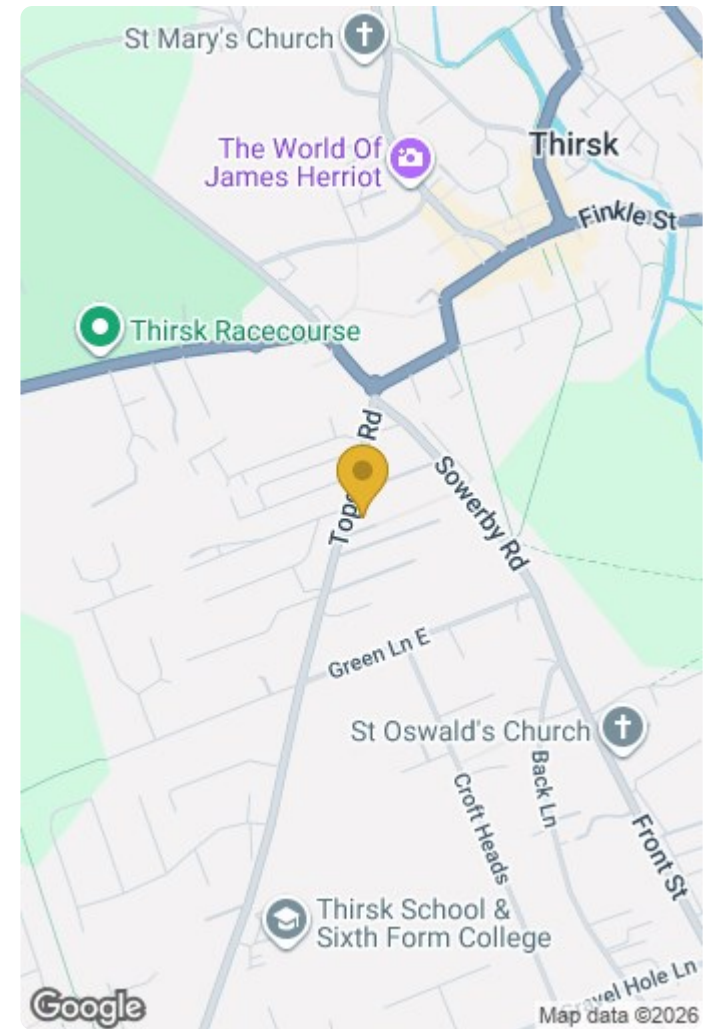 St Mary's Church
The World Of
James Herriot
Thirsk
Finkle St
Thirsk Racecourse
Rd
Sowerby Rd
Green Ln E
St Oswald's Church
Back Ln
Croft Heads
Front St
Thirsk School &
Sixth Form College
Hole Ln
Google
Map data ©2026